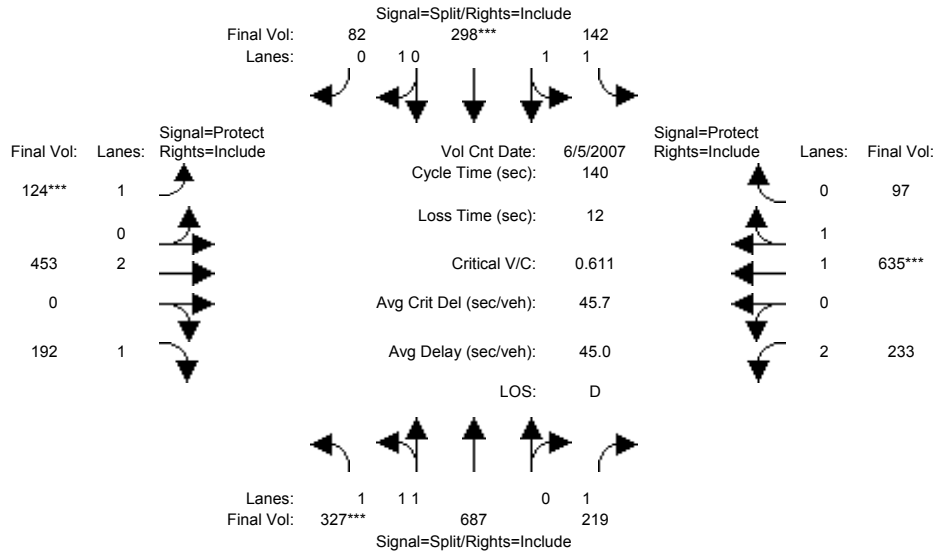 Signal=Split/Rights=Include
Final Vol: 82 298*** 142
Lanes: 0 1 0 1 1
Signal=Protect
Final Vol: Lanes: Rights=Include
Vol Cnt Date: 6/5/2007
Signal=Protect
Rights=Include Lanes: Final Vol:
Cycle Time (sec): 140
124*** 1
0 97
Loss Time (sec): 12
0
1
453 2
Critical V/C: 0.611
1 635***
0
Avg Crit Del (sec/veh): 45.7
0
192 1
Avg Delay (sec/veh): 45.0
2 233
LOS: D
Lanes: 1 1 1 0 1
Final Vol: 327*** 687 219
Signal=Split/Rights=Include